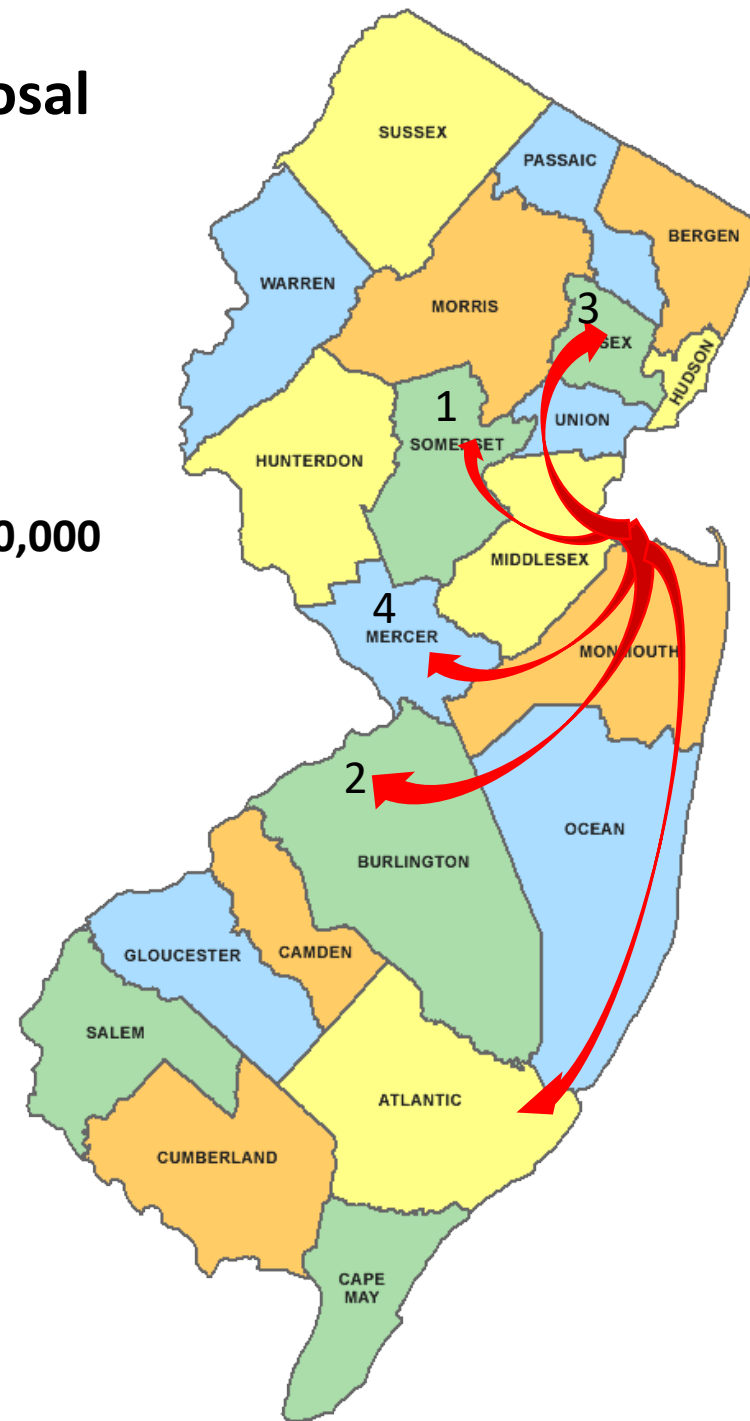 osal
SUSSEX
PASSAIC
BERGEN
WARREN
MORRIS
3
SEX
HUDSON
1
UNION
SOMERSET
HUNTERDON
0,000
MIDDLESEX
4
MERCER
MONMOUTH
2
OCEAN
BURLINGTON
CAMDEN
GLOUCESTER
SALEM
ATLANTIC
CUMBERLAND
CAPE
MAY